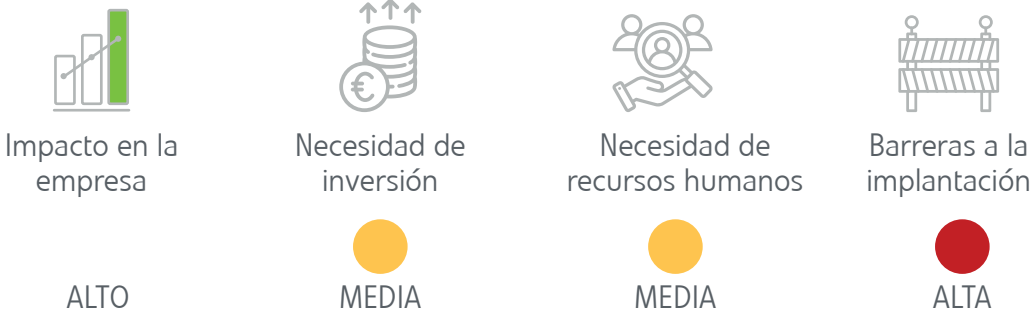 Impacto en la
empresa
ALTO
€
Necesidad de
inversión
MEDIA
Necesidad de
recursos humanos
MEDIA
Barreras a la
implantación
ALTA